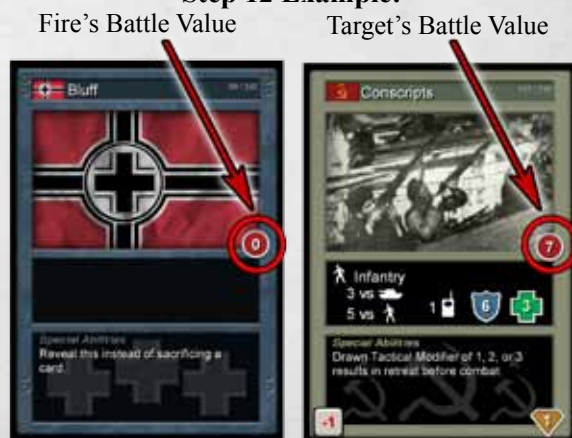 Step 12 Example:
Fire's Battle Value
Target's Battle Value
Bluff
0
Special Abilities
Reveal this instead of sacrificing a
card.
Conscripts
7
Infantry
3 vs
5 vs
1
6
3
Special Abilities
Drawn Tactical Modifier of 1, 2, or 3
results in retreat before combat
+1
1